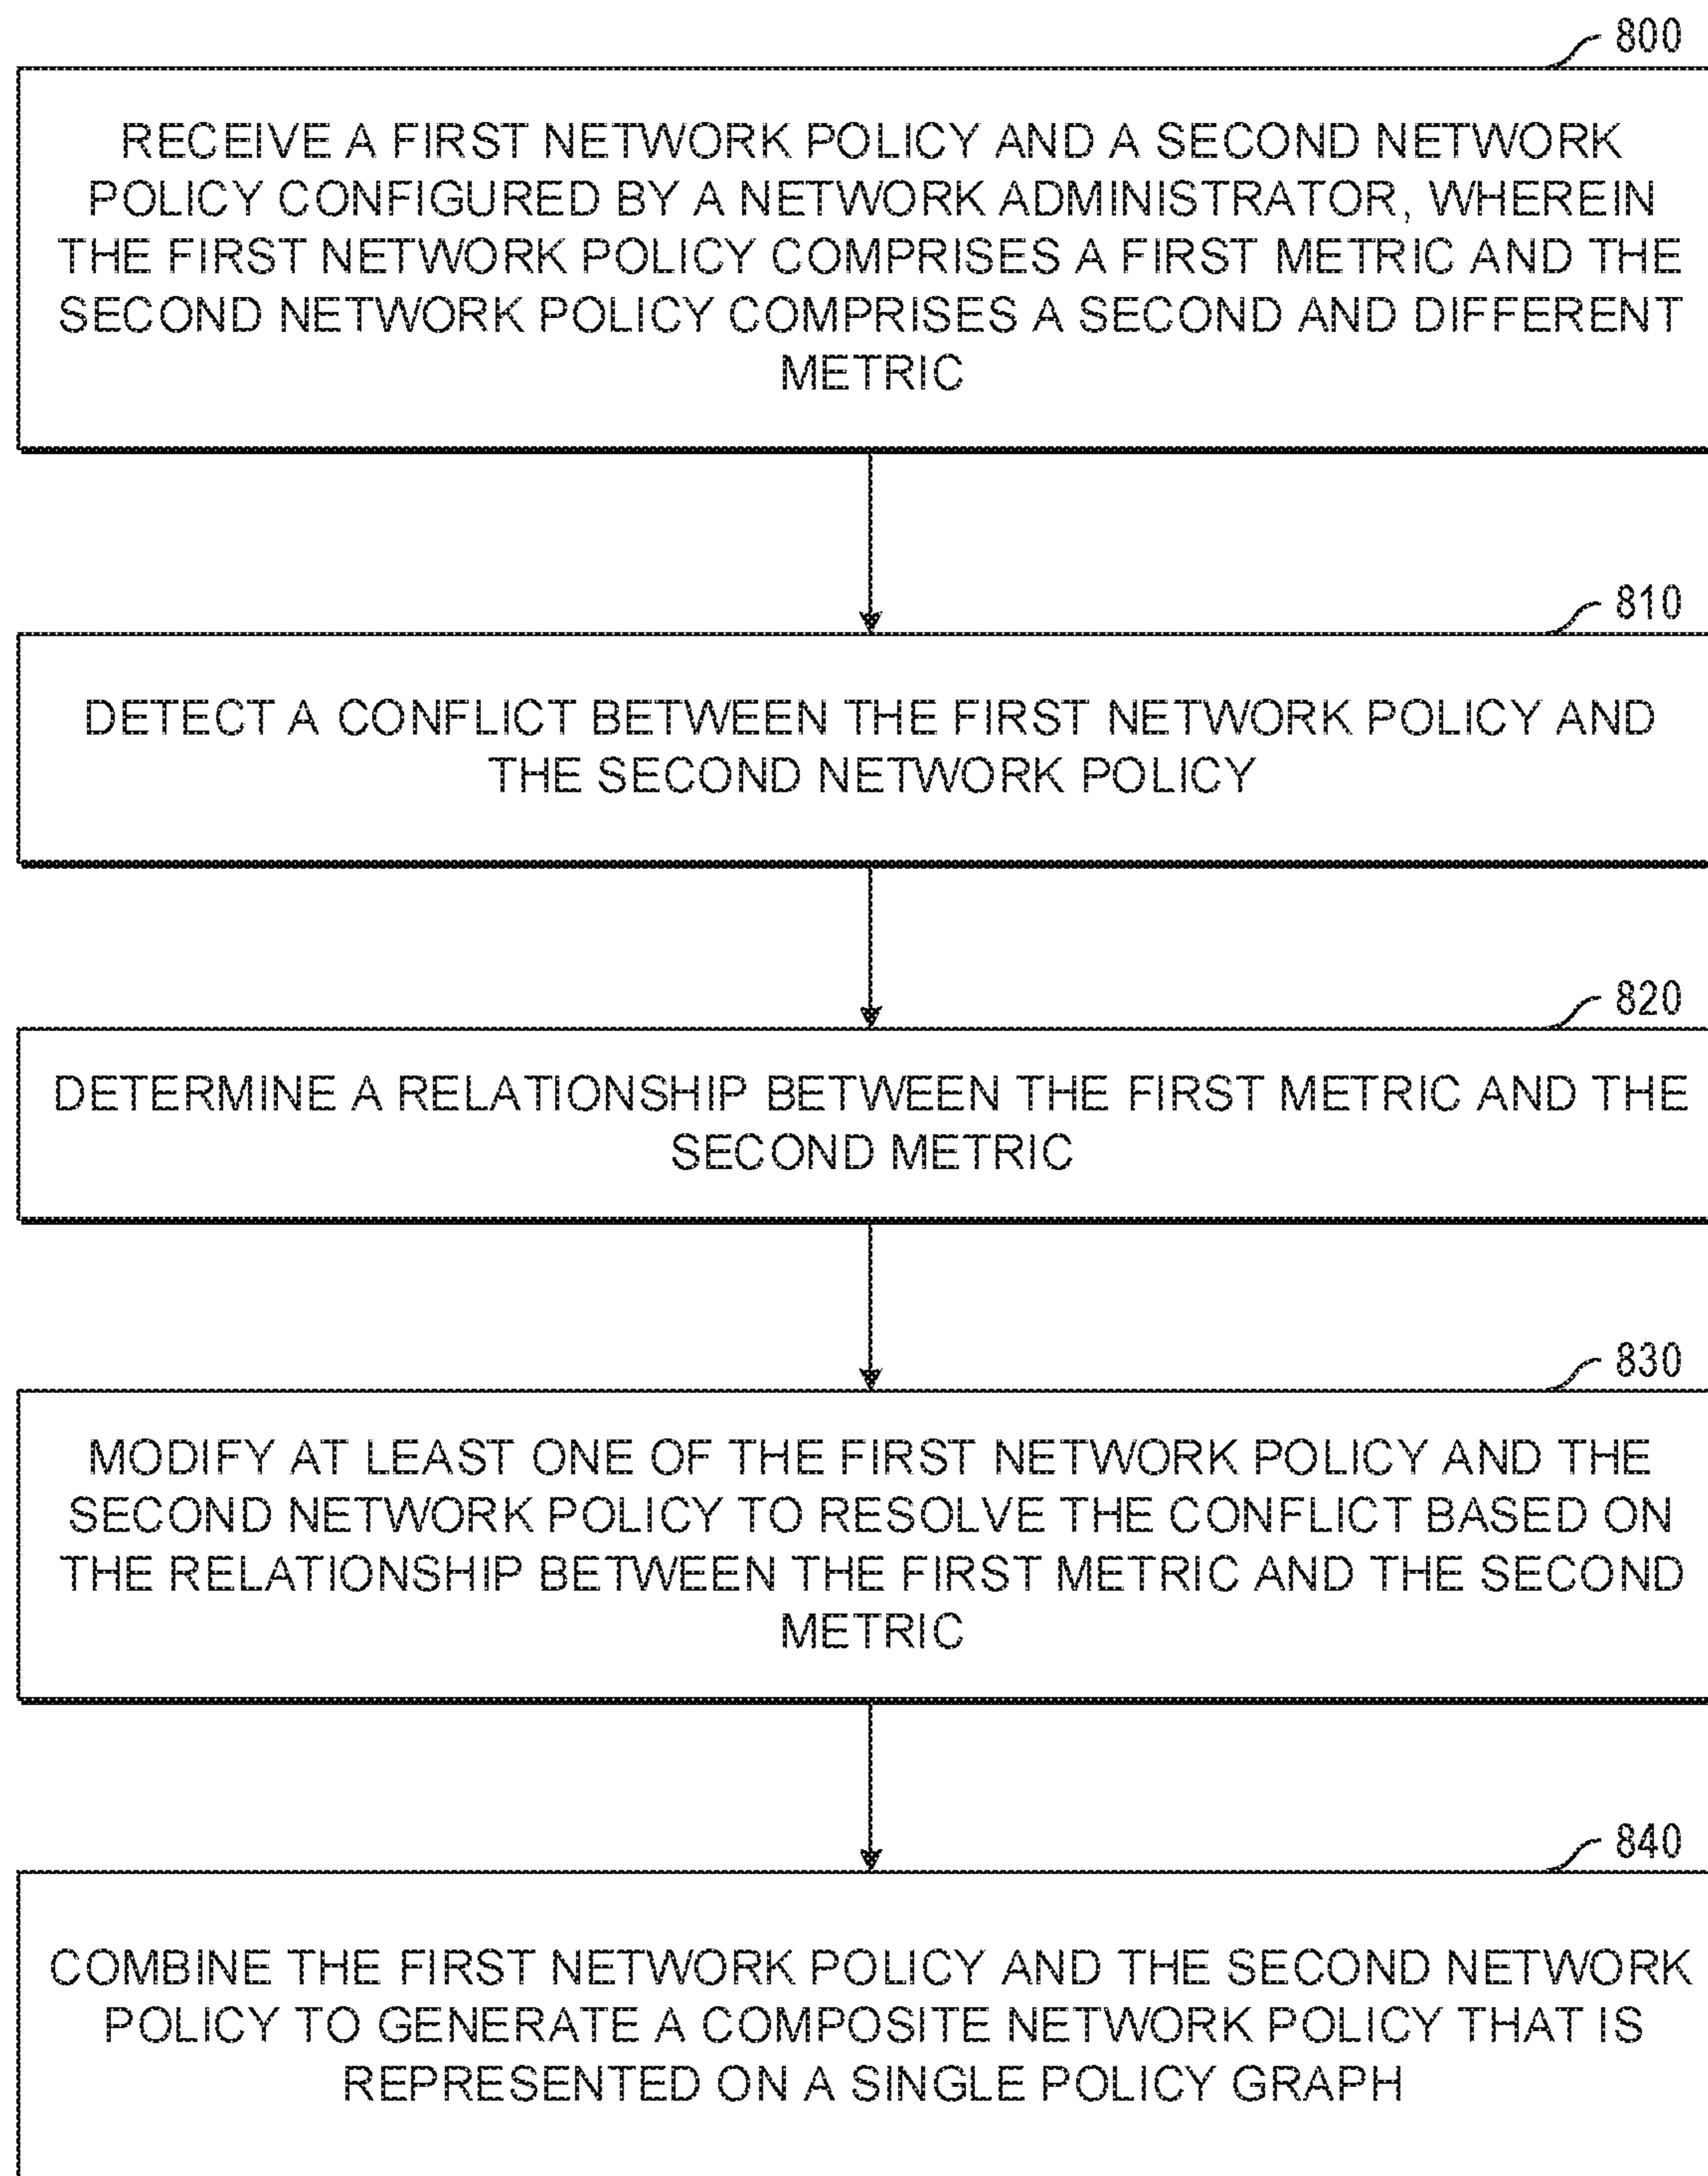 800
RECEIVE A FIRST NETWORK POLICY AND A SECOND NETWORK
POLICY CONFIGURED BY A NETWORK ADMINISTRATOR, WHEREIN
THE FIRST NETWORK POLICY COMPRISES A FIRST METRIC AND THE
SECOND NETWORK POLICY COMPRISES A SECOND AND DIFFERENT
METRIC
810
DETECT A CONFLICT BETWEEN THE FIRST NETWORK POLICY AND
THE SECOND NETWORK POLICY
820
DETERMINE A RELATIONSHIP BETWEEN THE FIRST METRIC AND THE
SECOND METRIC
830
MODIFY AT LEAST ONE OF THE FIRST NETWORK POLICY AND THE
SECOND NETWORK POLICY TO RESOLVE THE CONFLICT BASED ON
THE RELATIONSHIP BETWEEN THE FIRST METRIC AND THE SECOND
METRIC
840
COMBINE THE FIRST NETWORK POLICY AND THE SECOND NETWORK
POLICY TO GENERATE A COMPOSITE NETWORK POLICY THAT IS
REPRESENTED ON A SINGLE POLICY GRAPH